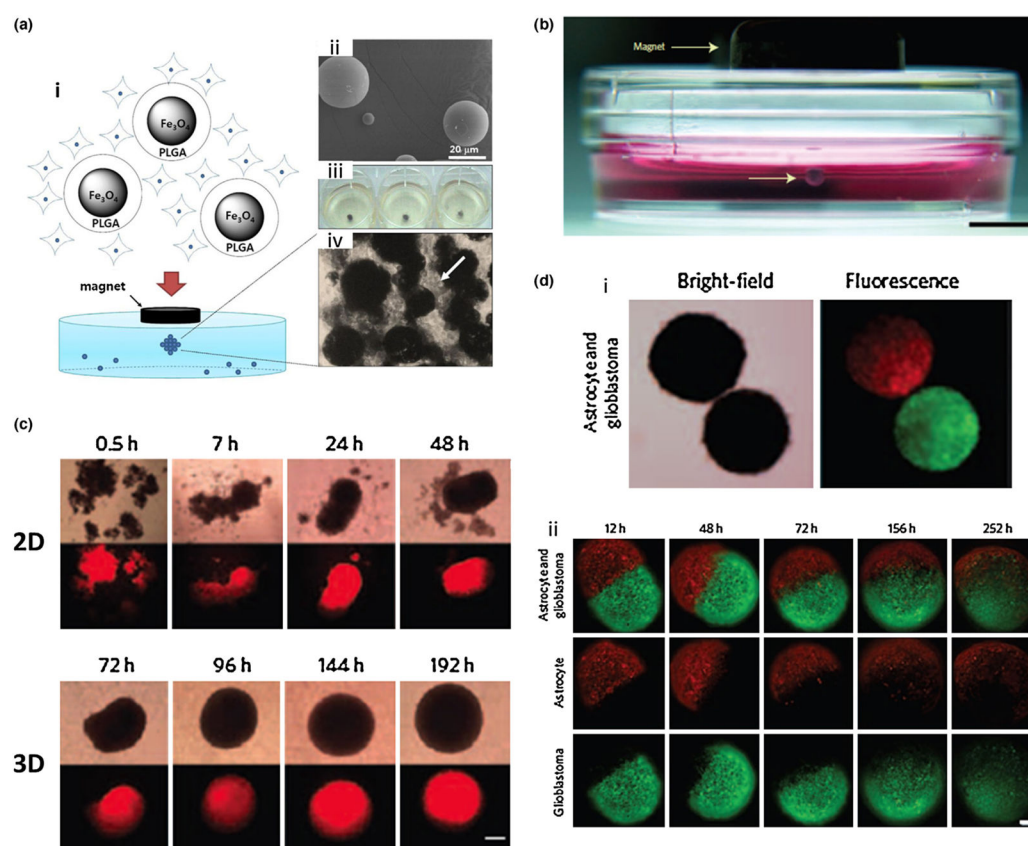 (a)
i
Fe₃O₄
PLGA
Fe₃O₄
PLGA
Fe₃O₄
PLGA
magnet
ii
20 μm
iii
iv
(b)
Magnet
(c)
0.5 h 7 h 24 h 48 h
2D
72 h 96 h 144 h 192 h
3D
(d)
i
Bright-field Fluorescence
Astrocyte and
glioblastoma
ii
12 h 48 h 72 h 156 h 252 h
Astrocyte and
glioblastoma
Astrocyte
Glioblastoma